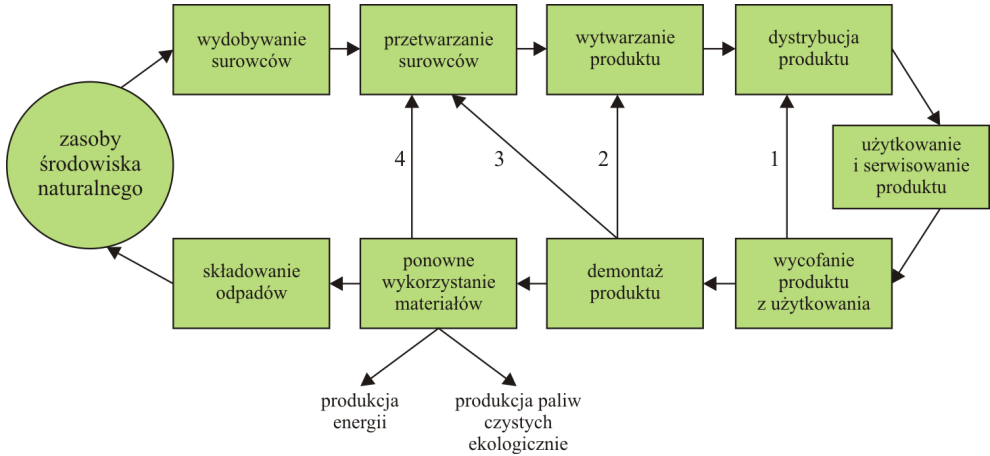 wydobywanie
surowców
przetwarzanie
surowców
wytwarzanie
produktu
dystrybucja
produktu
zasoby
środowiska
naturalnego
4
3
2
1
użytkowanie
i serwisowanie
produktu
składowanie
odpadów
ponowne
wykorzystanie
materiałów
demontaż
produktu
wycofanie
produktu
z użytkowania
produkcja
energii
produkcja paliw
czystych
ekologicznie